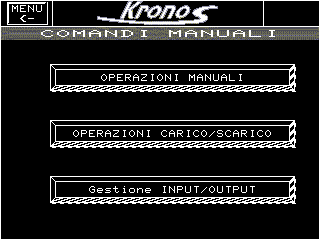 MENU
<-
Kronos
COMANDI MANUALI
OPERAZIONI MANUALI
OPERAZIONI CARICO/SCARICO
Gestione INPUT/OUTPUT